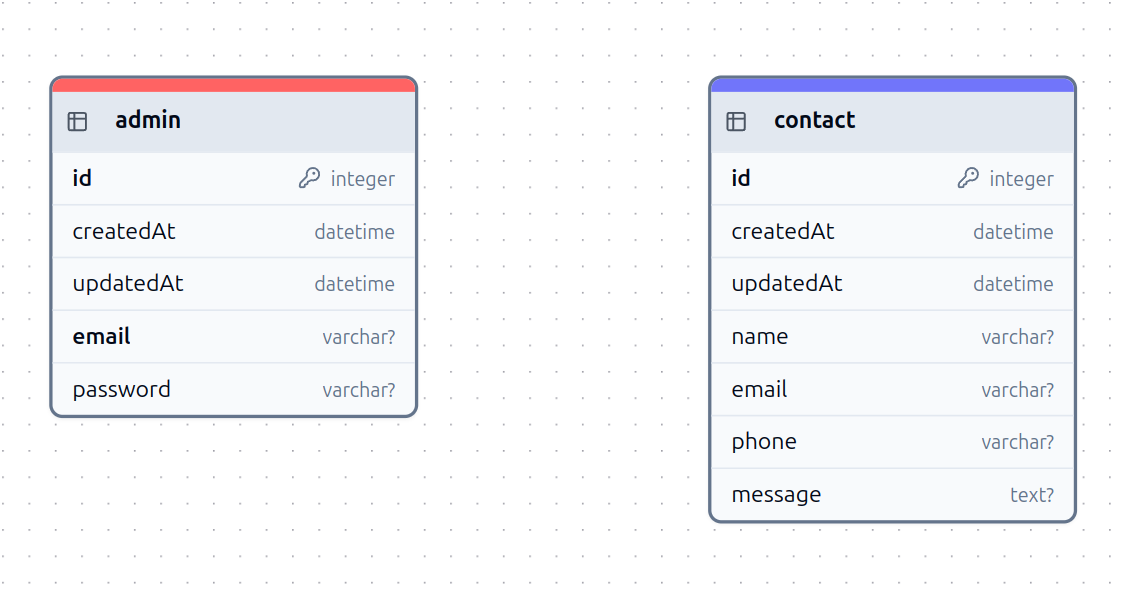 admin
id integer
createdAt datetime
updatedAt datetime
email varchar?
password varchar?
contact
id integer
createdAt datetime
updatedAt datetime
name varchar?
email varchar?
phone varchar?
message text?